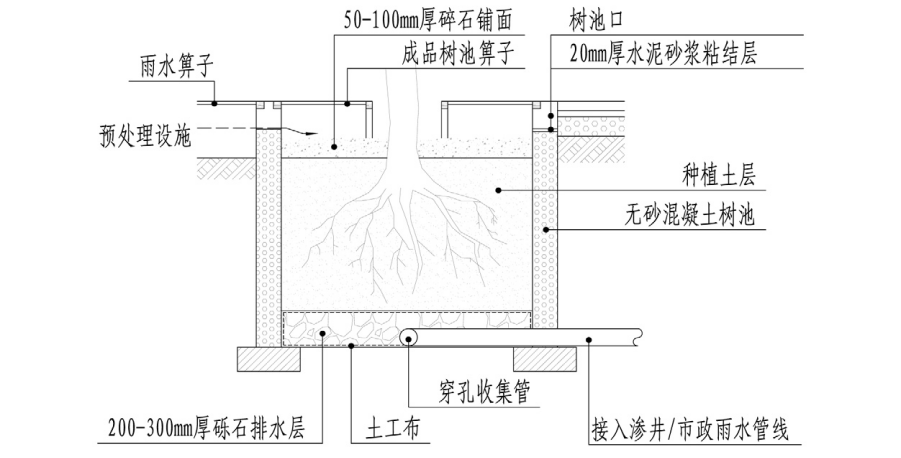 50-100mm厚碎石铺面
树池口
成品树池箅子
20mm厚水泥砂浆粘结层
雨水箅子
预处理设施
种植土层
无砂混凝土树池
穿孔收集管
200-300mm厚砾石排水层
土工布
接入渗井/市政雨水管线